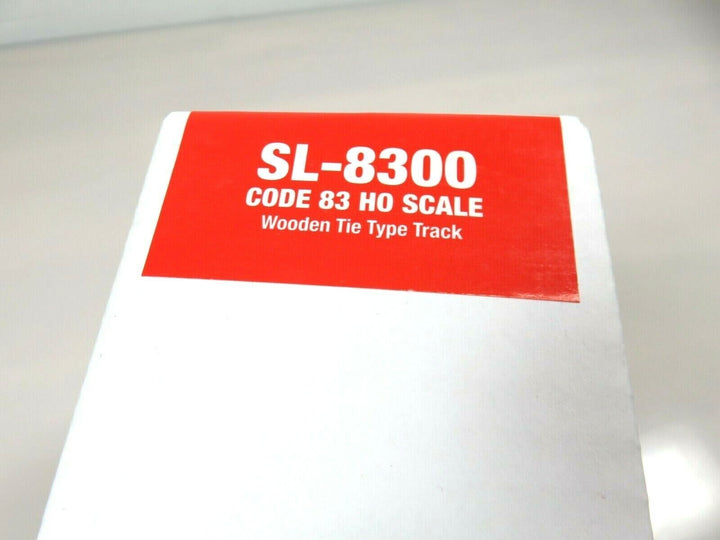 SL-8300
CODE 83 HO SCALE
Wooden Tie Type Track